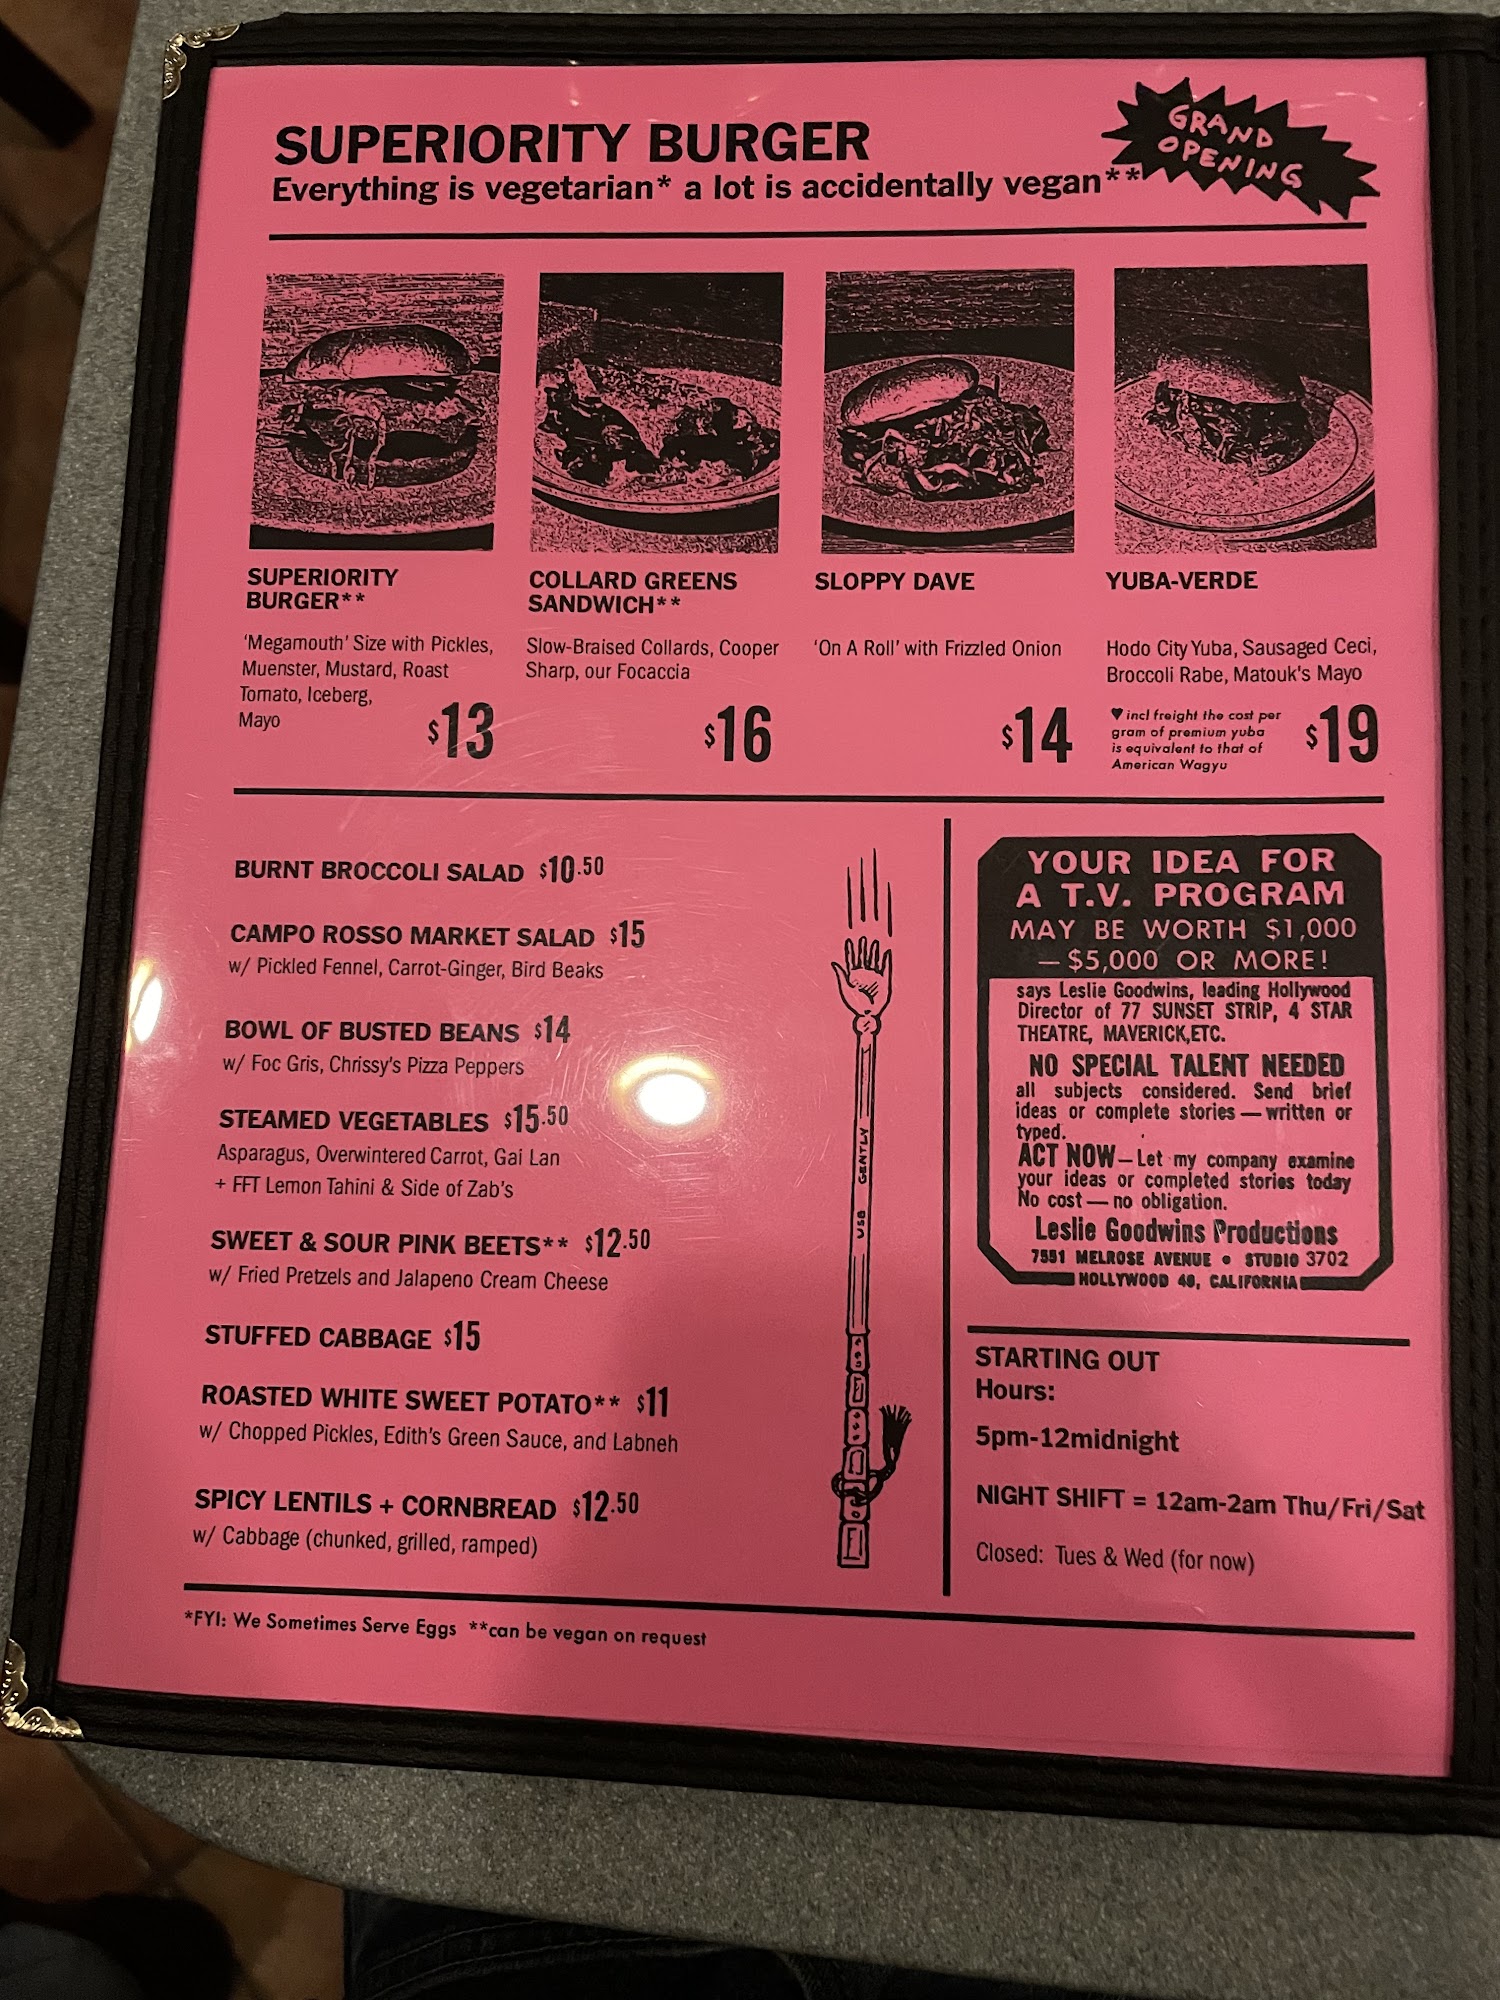 SUPERIORITY BURGER
Everything is vegetarian* a lot is accidentally vegan**
GRAND
OPENING
SUPERIORITY
BURGER**
'Megamouth' Size with Pickles,
Muenster, Mustard, Roast
Tomato, Iceberg,
Mayo
$13
COLLARD GREENS
SANDWICH**
Slow-Braised Collards, Cooper
Sharp, our Focaccia
$16
SLOPPY DAVE
'On A Roll' with Frizzled Onion
$14
YUBA-VERDE
Hodo City Yuba, Sausaged Ceci,
Broccoli Rabe, Matouk's Mayo
♥ incl freight the cost per
gram of premium yuba
is equivalent to that of
American Wagyu
$19
BURNT BROCCOLI SALAD $10.50
CAMPO ROSSO MARKET SALAD $15
w/ Pickled Fennel, Carrot-Ginger, Bird Beaks
BOWL OF BUSTED BEANS $14
w/ Foc Gris, Chrissy's Pizza Peppers
STEAMED VEGETABLES $15.50
Asparagus, Overwintered Carrot, Gai Lan
+ FFT Lemon Tahini & Side of Zab's
SWEET & SOUR PINK BEETS** $12.50
w/ Fried Pretzels and Jalapeno Cream Cheese
STUFFED CABBAGE $15
ROASTED WHITE SWEET POTATO** $11
w/ Chopped Pickles, Edith's Green Sauce, and Labneh
SPICY LENTILS + CORNBREAD $12.50
w/ Cabbage (chunked, grilled, ramped)
USE GENTLY
YOUR IDEA FOR
A T.V. PROGRAM
MAY BE WORTH $1,000
— $5,000 OR MORE!
says Leslie Goodwins, leading Hollywood
Director of 77 SUNSET STRIP, 4 STAR
THEATRE, MAVERICK,ETC.
NO SPECIAL TALENT NEEDED
all subjects considered. Send brief
ideas or complete stories — written or
typed.
ACT NOW — Let my company examine
your ideas or completed stories today
No cost — no obligation.
Leslie Goodwins Productions
7551 MELROSE AVENUE • STUDIO 3702
HOLLYWOOD 46, CALIFORNIA
STARTING OUT
Hours:
5pm-12midnight
NIGHT SHIFT = 12am-2am Thu/Fri/Sat
Closed: Tues & Wed (for now)
*FYI: We Sometimes Serve Eggs **can be vegan on request